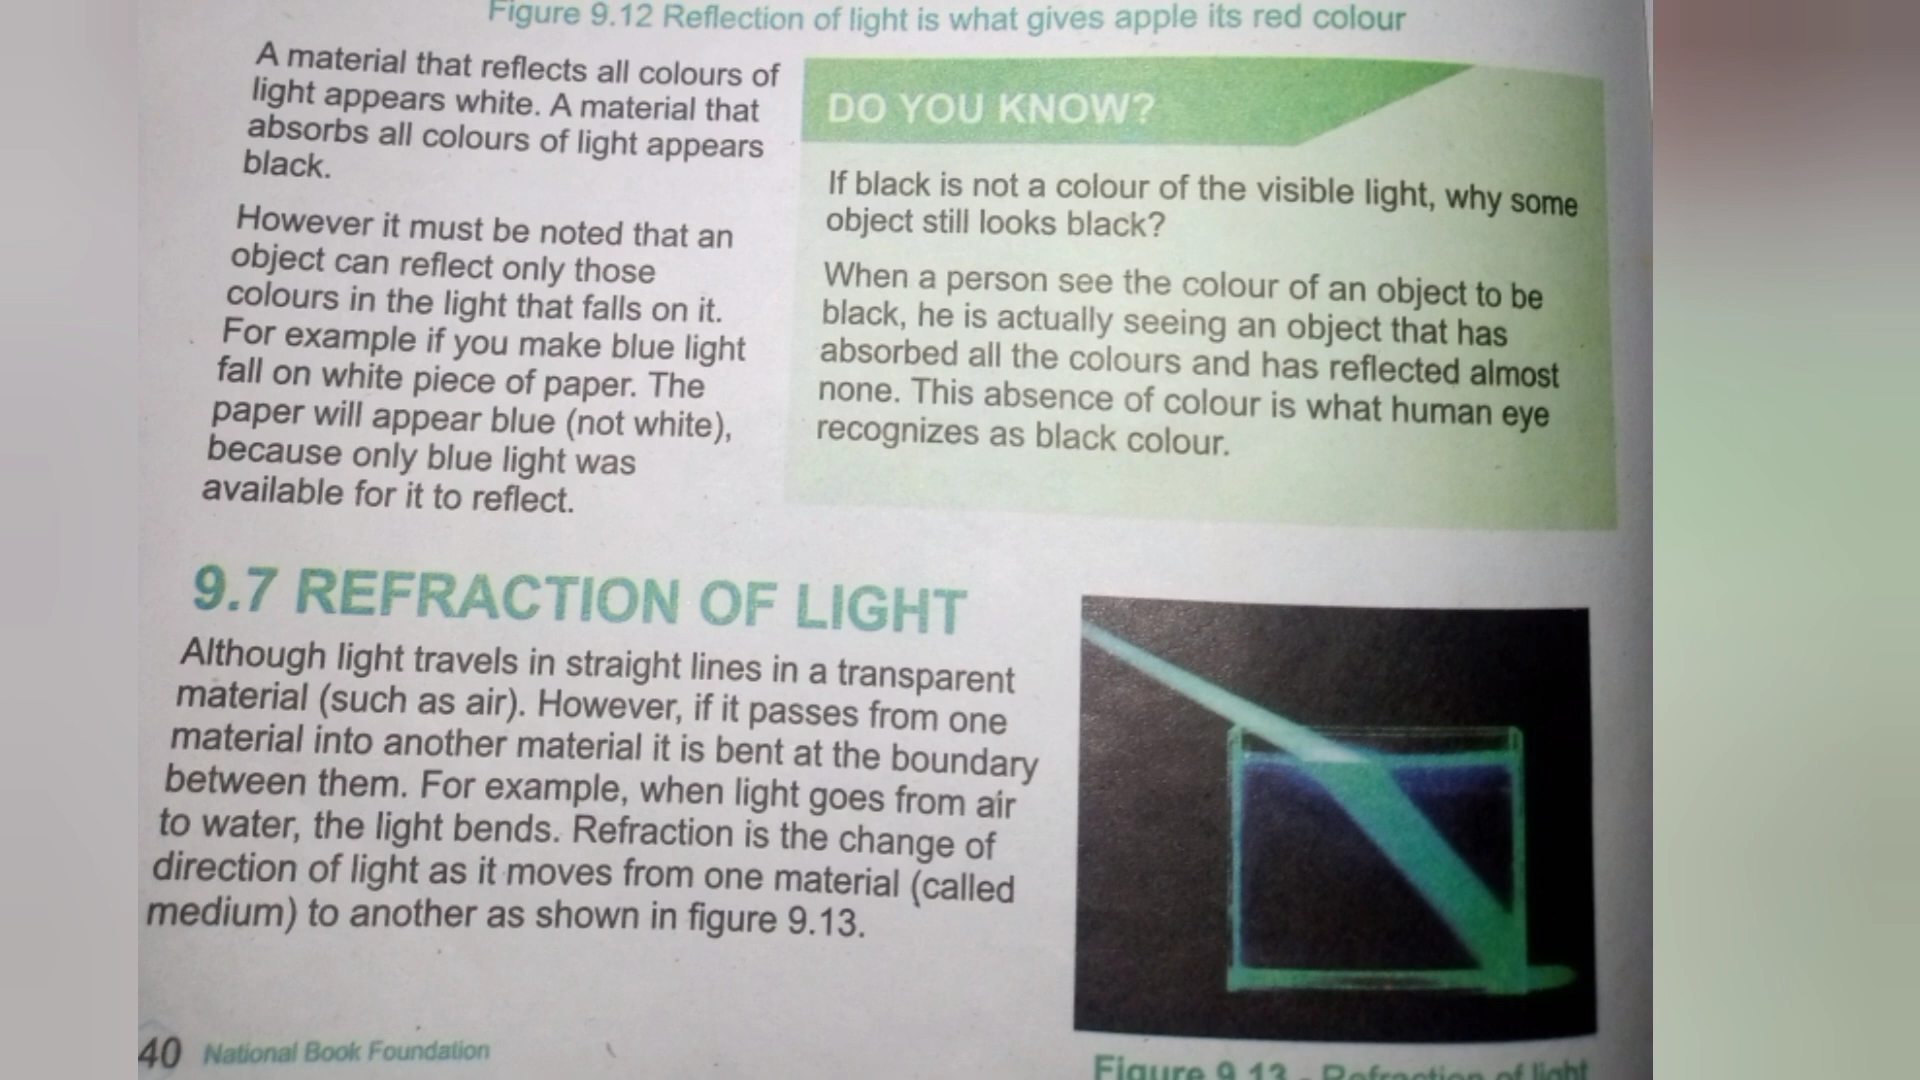 Figure 9.12 Reflection of light is what gives apple its red colour
A material that reflects all colours of
light appears white. A material that
absorbs all colours of light appears
black.
However it must be noted that an
object can reflect only those
colours in the light that falls on it.
For example if you make blue light
fall on white piece of paper. The
paper will appear blue (not white),
because only blue light was
available for it to reflect.
DO YOU KNOW?
If black is not a colour of the visible light, why some
object still looks black?
When a person see the colour of an object to be
black, he is actually seeing an object that has
absorbed all the colours and has reflected almost
none. This absence of colour is what human eye
recognizes as black colour.
9.7 REFRACTION OF LIGHT
Although light travels in straight lines in a transparent
material (such as air). However, if it passes from one
material into another material it is bent at the boundary
between them. For example, when light goes from air
to water, the light bends. Refraction is the change of
direction of light as it moves from one material (called
medium) to another as shown in figure 9.13.
Figure 9.13 - Refraction of light
40 National Book Foundation